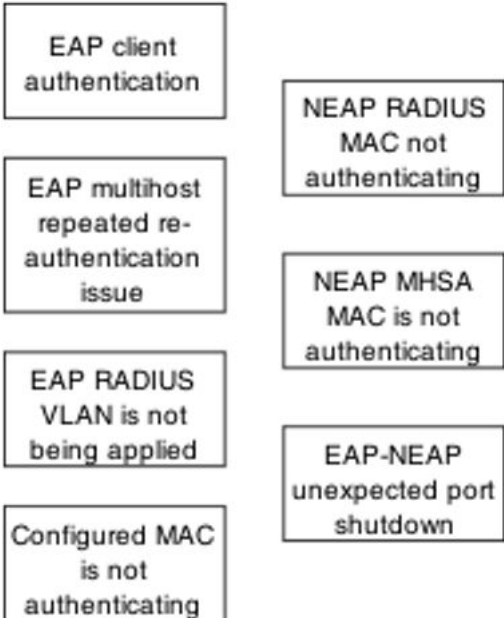 EAP client
authentication
EAP multihost
repeated re-
authentication
issue
EAP RADIUS
VLAN is not
being applied
Configured MAC
is not
authenticating
NEAP RADIUS
MAC not
authenticating
NEAP MHSA
MAC is not
authenticating
EAP-NEAP
unexpected port
shutdown